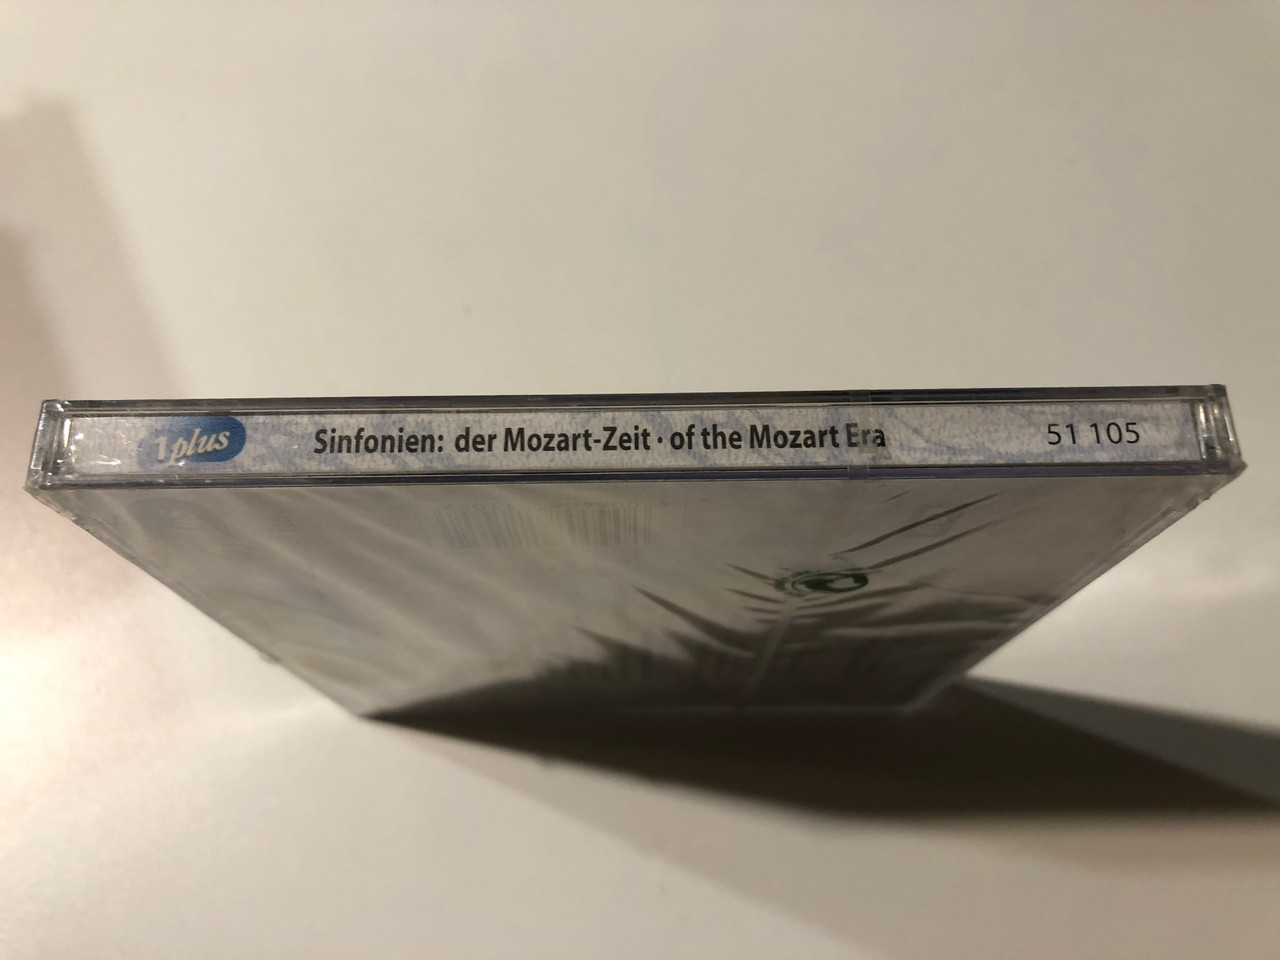 1plus Sinfonien: der Mozart-Zeit · of the Mozart Era 51 105